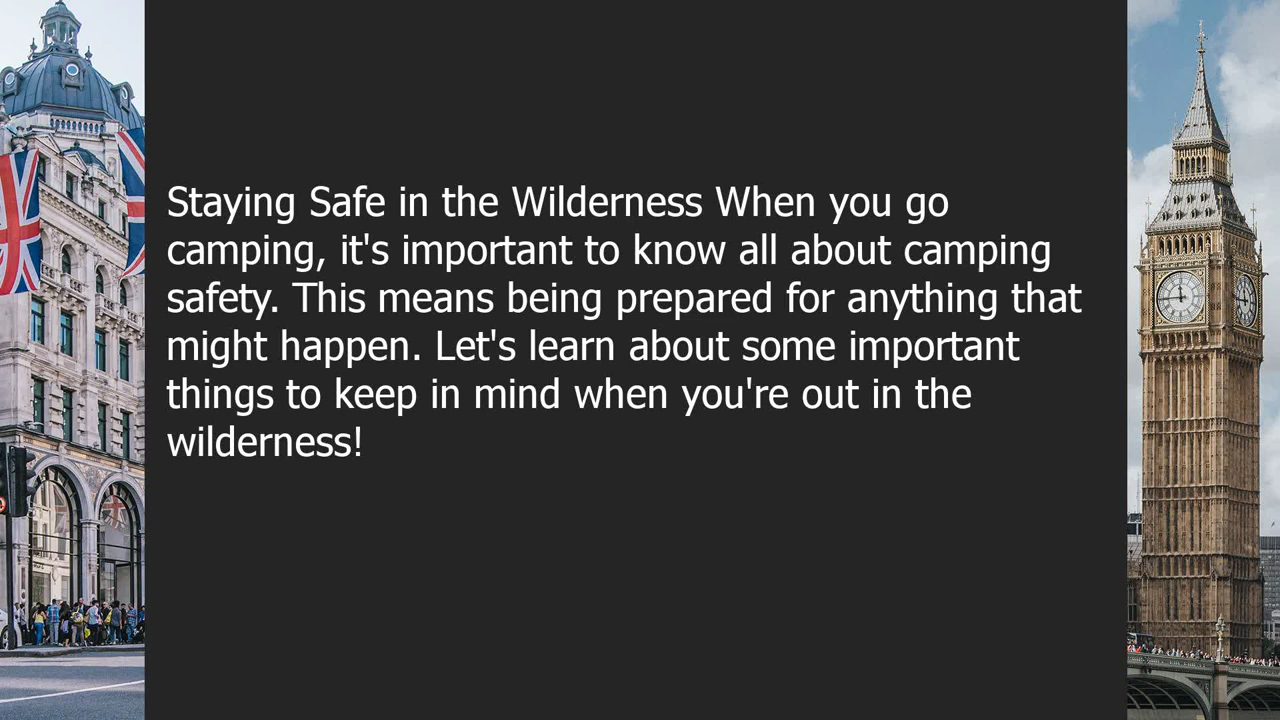 Staying Safe in the Wilderness When you go
camping, it's important to know all about camping
safety. This means being prepared for anything that
might happen. Let's learn about some important
things to keep in mind when you're out in the
wilderness!